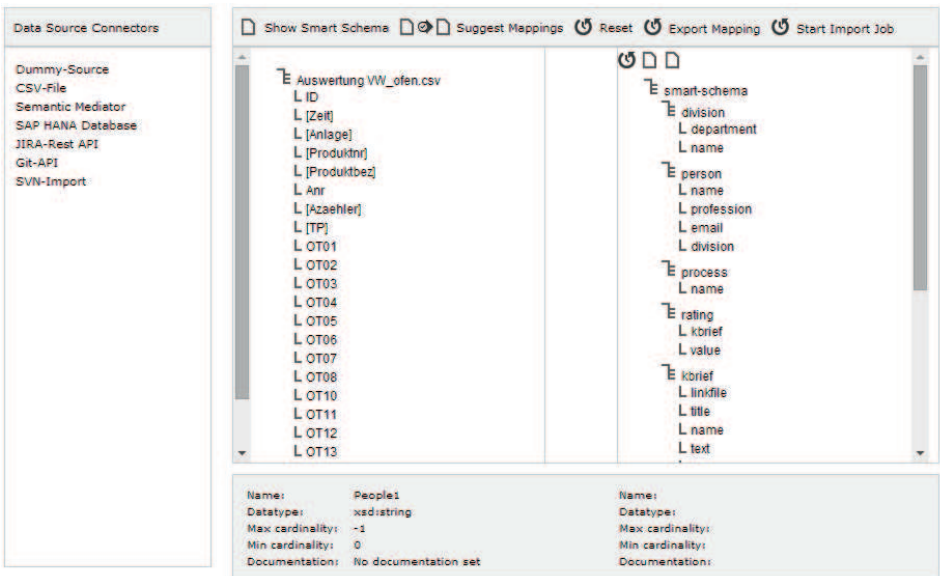 Data Source Connectors
Dummy-Source
CSV-File
Semantic Mediator
SAP HANA Database
JIRA-Rest API
Git-API
SVN-Import
Show Smart Schema Suggest Mappings Reset Export Mapping Start Import Job
Auswertung VW_ofen.csv
ID
[Zeit]
[Anlage]
[Produktnr]
[Produktbez]
Anr
[Azaehler]
[TP]
OT01
OT02
OT03
OT04
OT05
OT06
OT07
OT08
OT10
OT11
OT12
OT13
smart-schema
division
department
name
person
name
profession
email
division
process
name
rating
kbrief
value
kbrief
linkfile
title
name
text
Name: People1
Datatype: xsd:string
Max cardinality: -1
Min cardinality: 0
Documentation: No documentation set
Name:
Datatype:
Max cardinality:
Min cardinality:
Documentation: